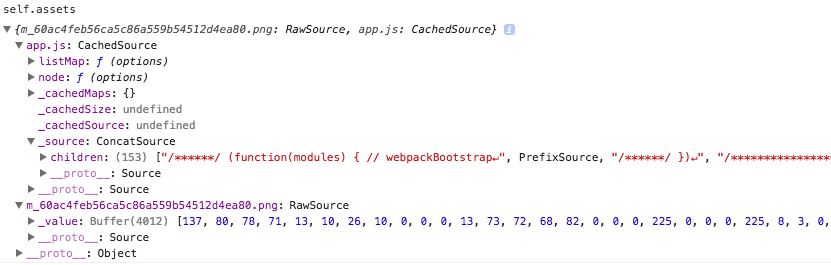 self.assets
{m_60ac4feb56ca5c86a559b54512d4ea80.png: RawSource, app.js: CachedSource} i
app.js: CachedSource
listMap: ƒ (options)
node: ƒ (options)
_cachedMaps: {}
_cachedSize: undefined
_cachedSource: undefined
_source: ConcatSource
children: (153) ["/******/ (function(modules) { // webpackBootstrap↵", PrefixSource, "/******/ })↵", "/****************
__proto__: Source
__proto__: Source
m_60ac4feb56ca5c86a559b54512d4ea80.png: RawSource
_value: Buffer(4012) [137, 80, 78, 71, 13, 10, 26, 10, 0, 0, 0, 13, 73, 72, 68, 82, 0, 0, 0, 225, 0, 0, 0, 225, 8, 3, 0,
__proto__: Source
__proto__: Object